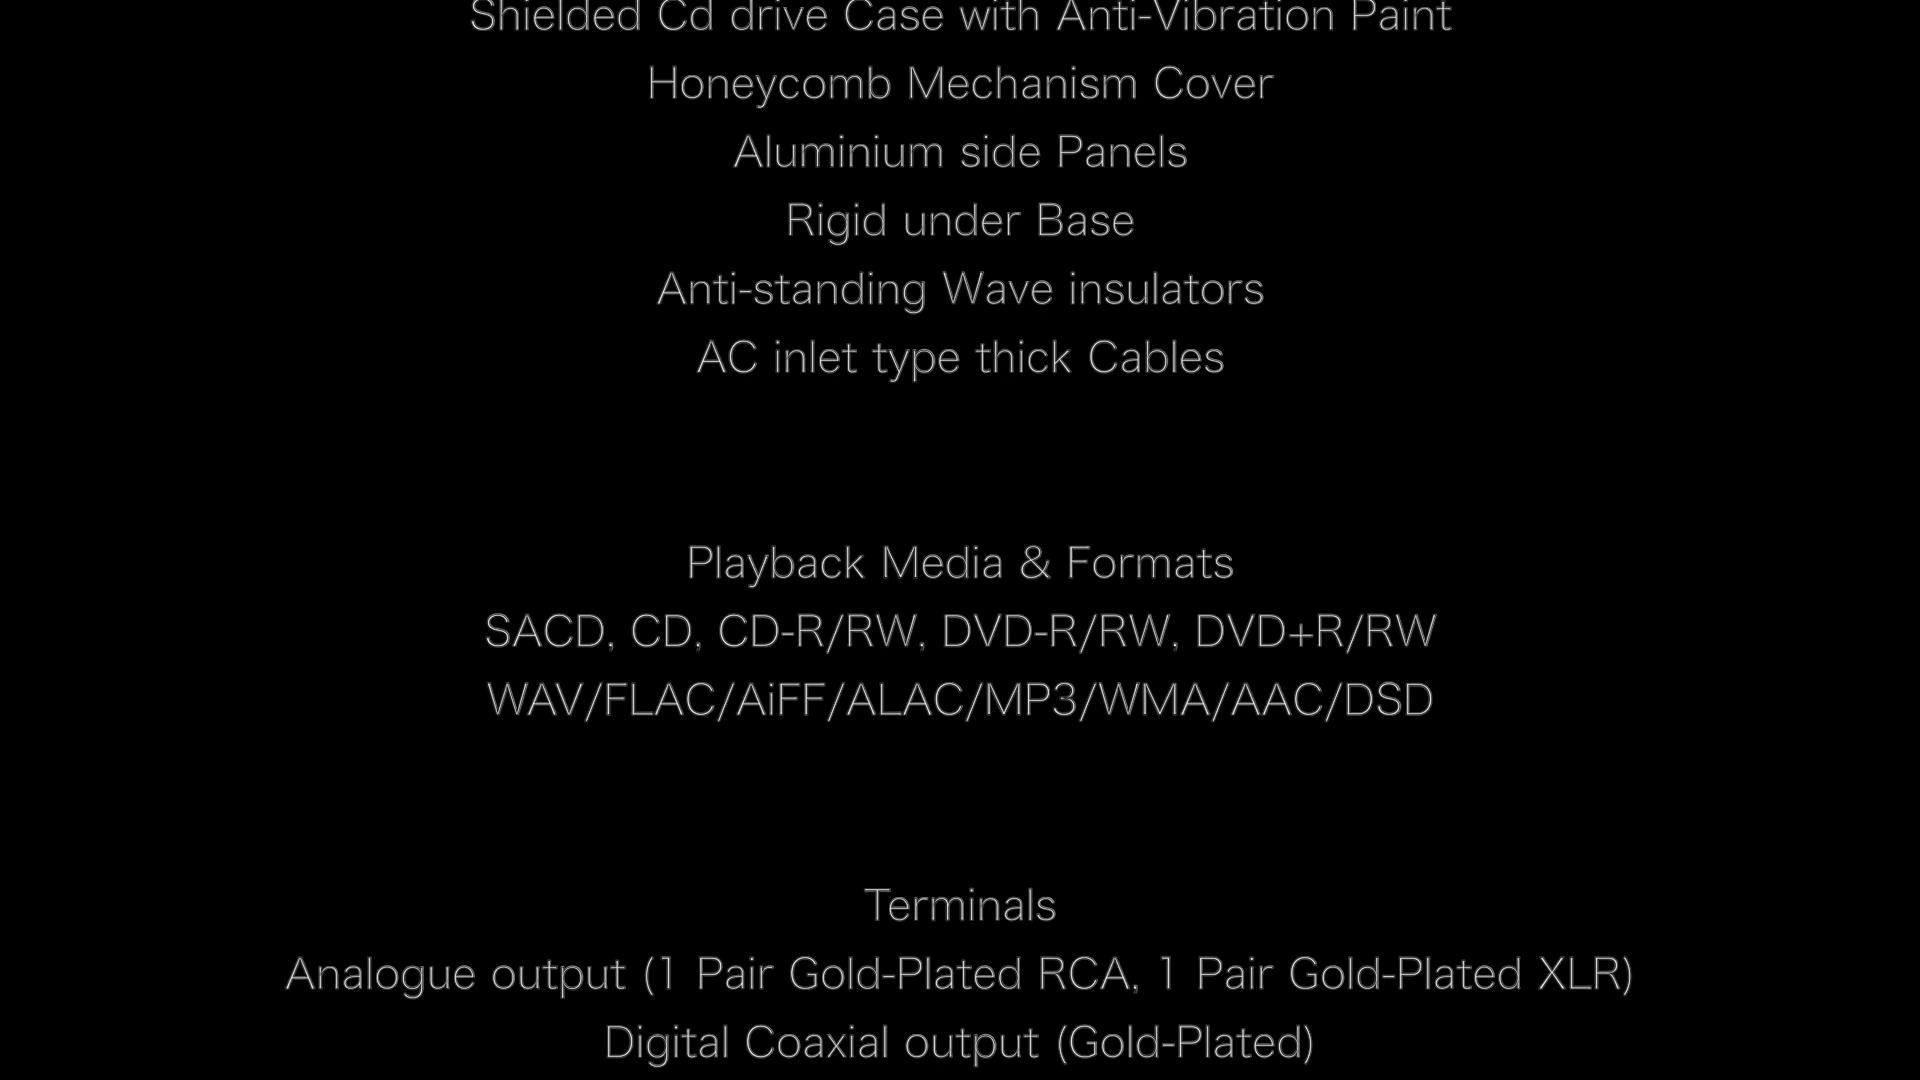 Shielded Cd drive Case with Anti-Vibration Paint
Honeycomb Mechanism Cover
Aluminium side Panels
Rigid under Base
Anti-standing Wave insulators
AC inlet type thick Cables
Playback Media & Formats
SACD, CD, CD-R/RW, DVD-R/RW, DVD+R/RW
WAV/FLAC/AiFF/ALAC/MP3/WMA/AAC/DSD
Terminals
Analogue output (1 Pair Gold-Plated RCA, 1 Pair Gold-Plated XLR)
Digital Coaxial output (Gold-Plated)